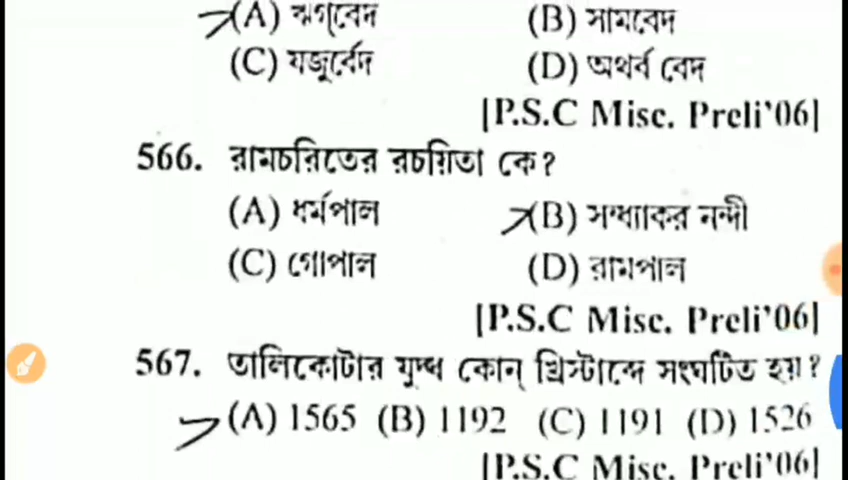 (A) ঋগ্‌বেদ (B) সামবেদ
(C) যজুর্বেদ (D) অথর্ব বেদ
[P.S.C Misc. Preli'06]
566. রামচরিতের রচয়িতা কে?
(A) ধর্মপাল (B) সন্ধ্যাকর নন্দী
(C) গোপাল (D) রামপাল
[P.S.C Misc. Preli'06]
567. তালিকোটার যুদ্ধ কোন্ খ্রিস্টাব্দে সংঘটিত হয়?
(A) 1565 (B) 1192 (C) 1191 (D) 1526
[P.S.C Misc. Preli'06]